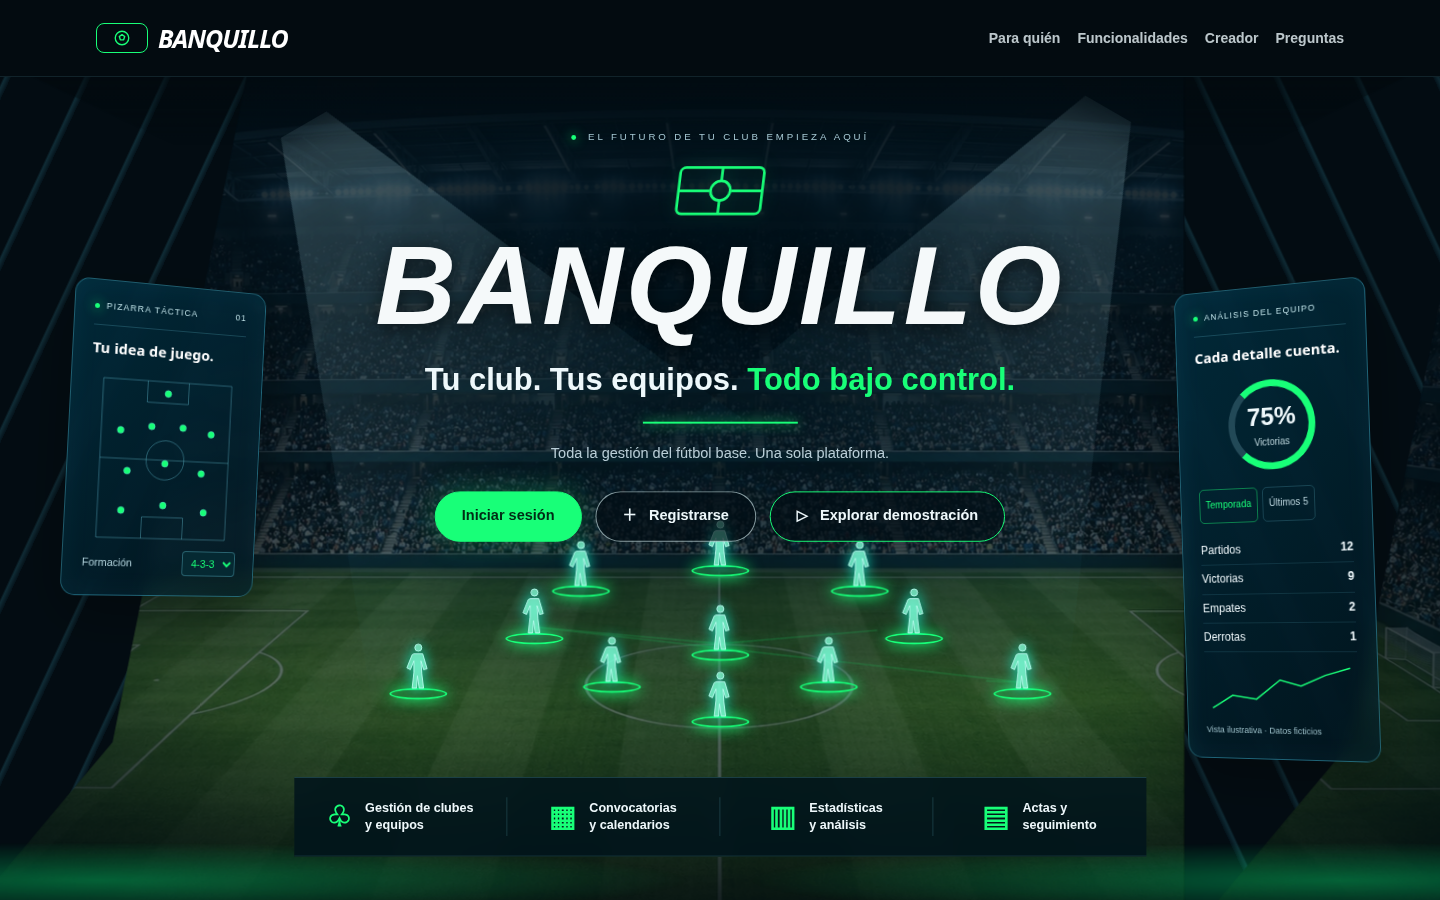 BANQUILLO
Para quién
Funcionalidades
Creador
Preguntas
EL FUTURO DE TU CLUB EMPIEZA AQUÍ
BANQUILLO
Tu club. Tus equipos. Todo bajo control.
Toda la gestión del fútbol base. Una sola plataforma.
Iniciar sesión
Registrarse
Explorar demostración
PIZARRA TÁCTICA
01
Tu idea de juego.
Formación
4-3-3
ANÁLISIS DEL EQUIPO
Cada detalle cuenta.
75%
Victorias
Temporada
Últimos 5
Partidos 12
Victorias 9
Empates 2
Derrotas 1
Vista ilustrativa · Datos ficticios
Gestión de clubes
y equipos
Convocatorias
y calendarios
Estadísticas
y análisis
Actas y
seguimiento